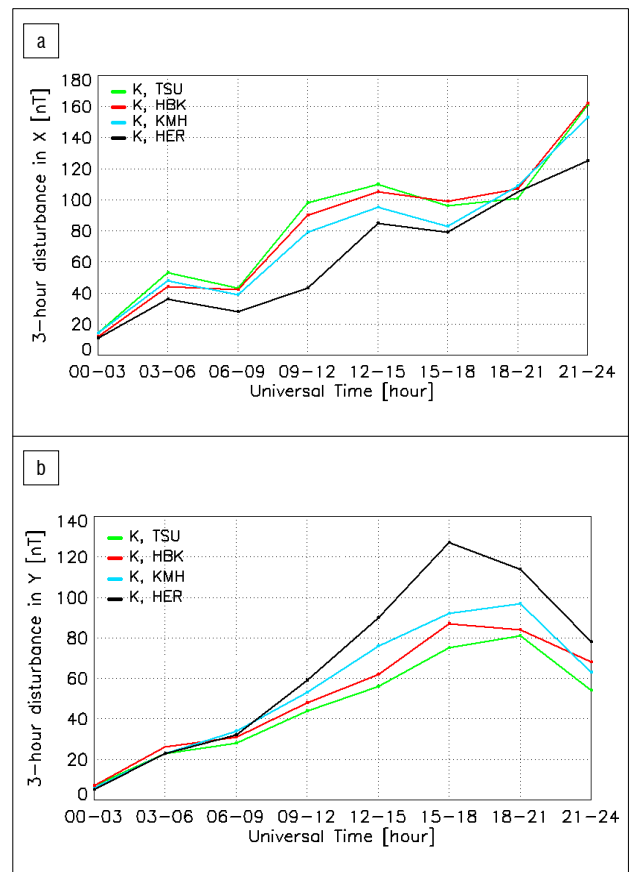 a
3-hour disturbance in X [nT]
180
160
140
120
100
80
60
40
20
0
K, TSU
K, HBK
K, KMH
K, HER
00-03 03-06 06-09 09-12 12-15 15-18 18-21 21-24
Universal Time [hour]
b
3-hour disturbance in Y [nT]
140
120
100
80
60
40
20
0
K, TSU
K, HBK
K, KMH
K, HER
00-03 03-06 06-09 09-12 12-15 15-18 18-21 21-24
Universal Time [hour]